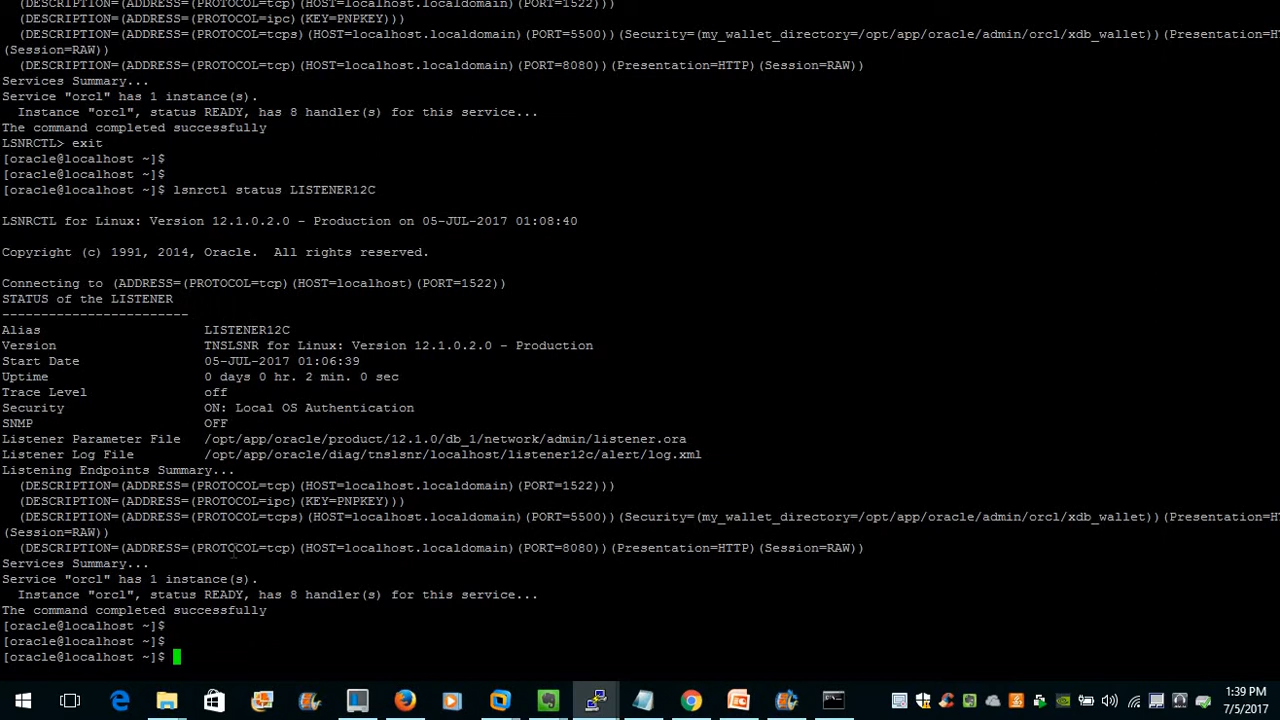 (DESCRIPTION=(ADDRESS=(PROTOCOL=tcp)(HOST=localhost.localdomain)(PORT=1522)))
(DESCRIPTION=(ADDRESS=(PROTOCOL=ipc)(KEY=PNPKEY)))
(DESCRIPTION=(ADDRESS=(PROTOCOL=tcps)(HOST=localhost.localdomain)(PORT=5500))(Security=(my_wallet_directory=/opt/app/oracle/admin/orcl/xdb_wallet))(Presentation=HT
(Session=RAW))
(DESCRIPTION=(ADDRESS=(PROTOCOL=tcp)(HOST=localhost.localdomain)(PORT=8080))(Presentation=HTTP)(Session=RAW))
Services Summary...
Service "orcl" has 1 instance(s).
Instance "orcl", status READY, has 8 handler(s) for this service...
The command completed successfully
LSNRCTL> exit
[oracle@localhost ~]$
[oracle@localhost ~]$
[oracle@localhost ~]$ lsnrctl status LISTENER12C
LSNRCTL for Linux: Version 12.1.0.2.0 - Production on 05-JUL-2017 01:08:40
Copyright (c) 1991, 2014, Oracle.  All rights reserved.
Connecting to (ADDRESS=(PROTOCOL=tcp)(HOST=localhost)(PORT=1522))
STATUS of the LISTENER
------------------------
Alias                     LISTENER12C
Version                   TNSLSNR for Linux: Version 12.1.0.2.0 - Production
Start Date                05-JUL-2017 01:06:39
Uptime                    0 days 0 hr. 2 min. 0 sec
Trace Level               off
Security                  ON: Local OS Authentication
SNMP                      OFF
Listener Parameter File   /opt/app/oracle/product/12.1.0/db_1/network/admin/listener.ora
Listener Log File         /opt/app/oracle/diag/tnslsnr/localhost/listener12c/alert/log.xml
Listening Endpoints Summary...
(DESCRIPTION=(ADDRESS=(PROTOCOL=tcp)(HOST=localhost.localdomain)(PORT=1522)))
(DESCRIPTION=(ADDRESS=(PROTOCOL=ipc)(KEY=PNPKEY)))
(DESCRIPTION=(ADDRESS=(PROTOCOL=tcps)(HOST=localhost.localdomain)(PORT=5500))(Security=(my_wallet_directory=/opt/app/oracle/admin/orcl/xdb_wallet))(Presentation=HT
(Session=RAW))
(DESCRIPTION=(ADDRESS=(PROTOCOL=tcp)(HOST=localhost.localdomain)(PORT=8080))(Presentation=HTTP)(Session=RAW))
Services Summary...
Service "orcl" has 1 instance(s).
Instance "orcl", status READY, has 8 handler(s) for this service...
The command completed successfully
[oracle@localhost ~]$
[oracle@localhost ~]$
[oracle@localhost ~]$
1:39 PM
7/5/2017